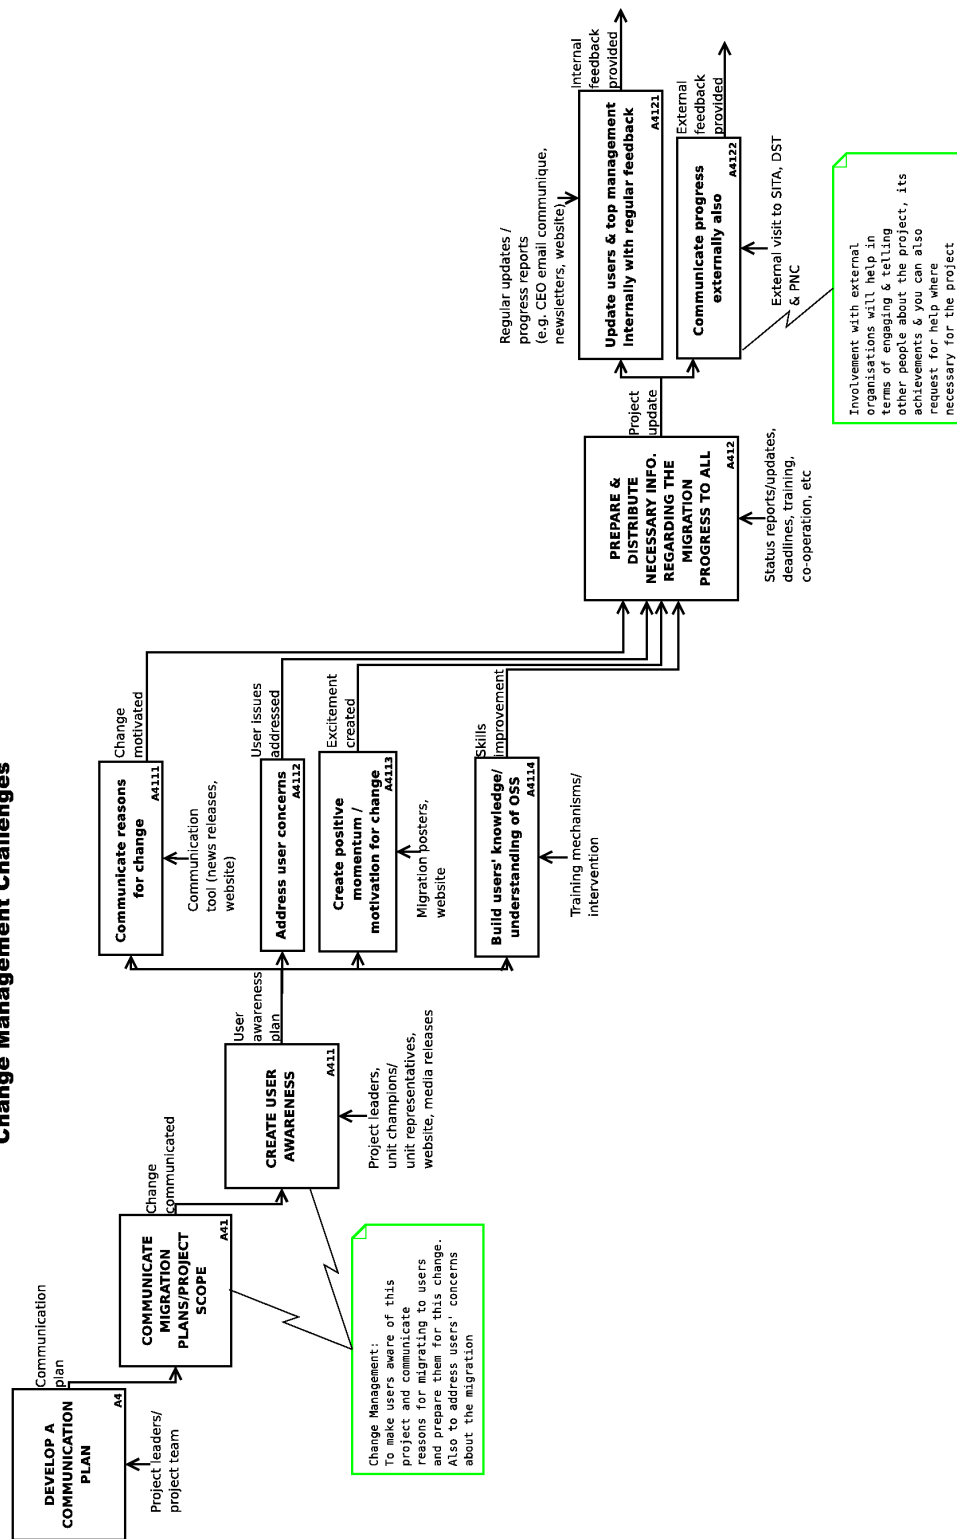 Change Management Challenges
DEVELOP A
COMMUNICATION
PLAN
A4
Project leaders/
project team
Communication
plan
COMMUNICATE
MIGRATION
PLANS/PROJECT
SCOPE
A41
Change
communicated
CREATE USER
AWARENESS
A411
Project leaders,
unit champions/
unit representatives,
website, media releases
User
awareness
plan
Change Management:
To make users aware of this
project and communicate
reasons for migrating to users
and prepare them for this change.
Also to address users' concerns
about the migration
Communicate reasons
for change
A4111
Communication
tool (news releases,
website)
Change
motivated
Address user concerns
A4112
User issues
addressed
Create positive
momentum /
motivation for change
A4113
Migration posters,
website
Excitement
created
Build users' knowledge/
understanding of OSS
A4114
Training mechanisms/
intervention
Skills
improvement
PREPARE &
DISTRIBUTE
NECESSARY INFO.
REGARDING THE
MIGRATION
PROGRESS TO ALL
A412
Status reports/updates,
deadlines, training,
co-operation, etc
Project
update
Regular updates /
progress reports
(e.g. CEO email communique,
newsletters, website)
Update users & top management
Internally with regular feedback
A4121
Internal
feedback
provided
Communicate progress
externally also
A4122
External
feedback
provided
External visit to SITA, DST
& PNC
Involvement with external
organisations will help in
terms of engaging & telling
other people about the project, its
achievements & you can also
request for help where
necessary for the project